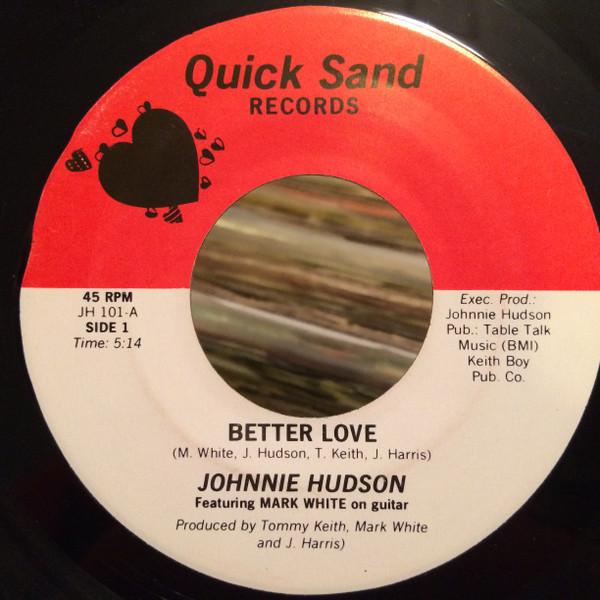 Quick Sand
RECORDS
45 RPM
JH 101-A
SIDE 1
Time: 5:14
Exec. Prod.:
Johnnie Hudson
Pub.: Table Talk
Music (BMI)
Keith Boy
Pub. Co.
BETTER LOVE
(M. White, J. Hudson, T. Keith, J. Harris)
JOHNNIE HUDSON
Featuring MARK WHITE on guitar
Produced by Tommy Keith, Mark White
and J. Harris)